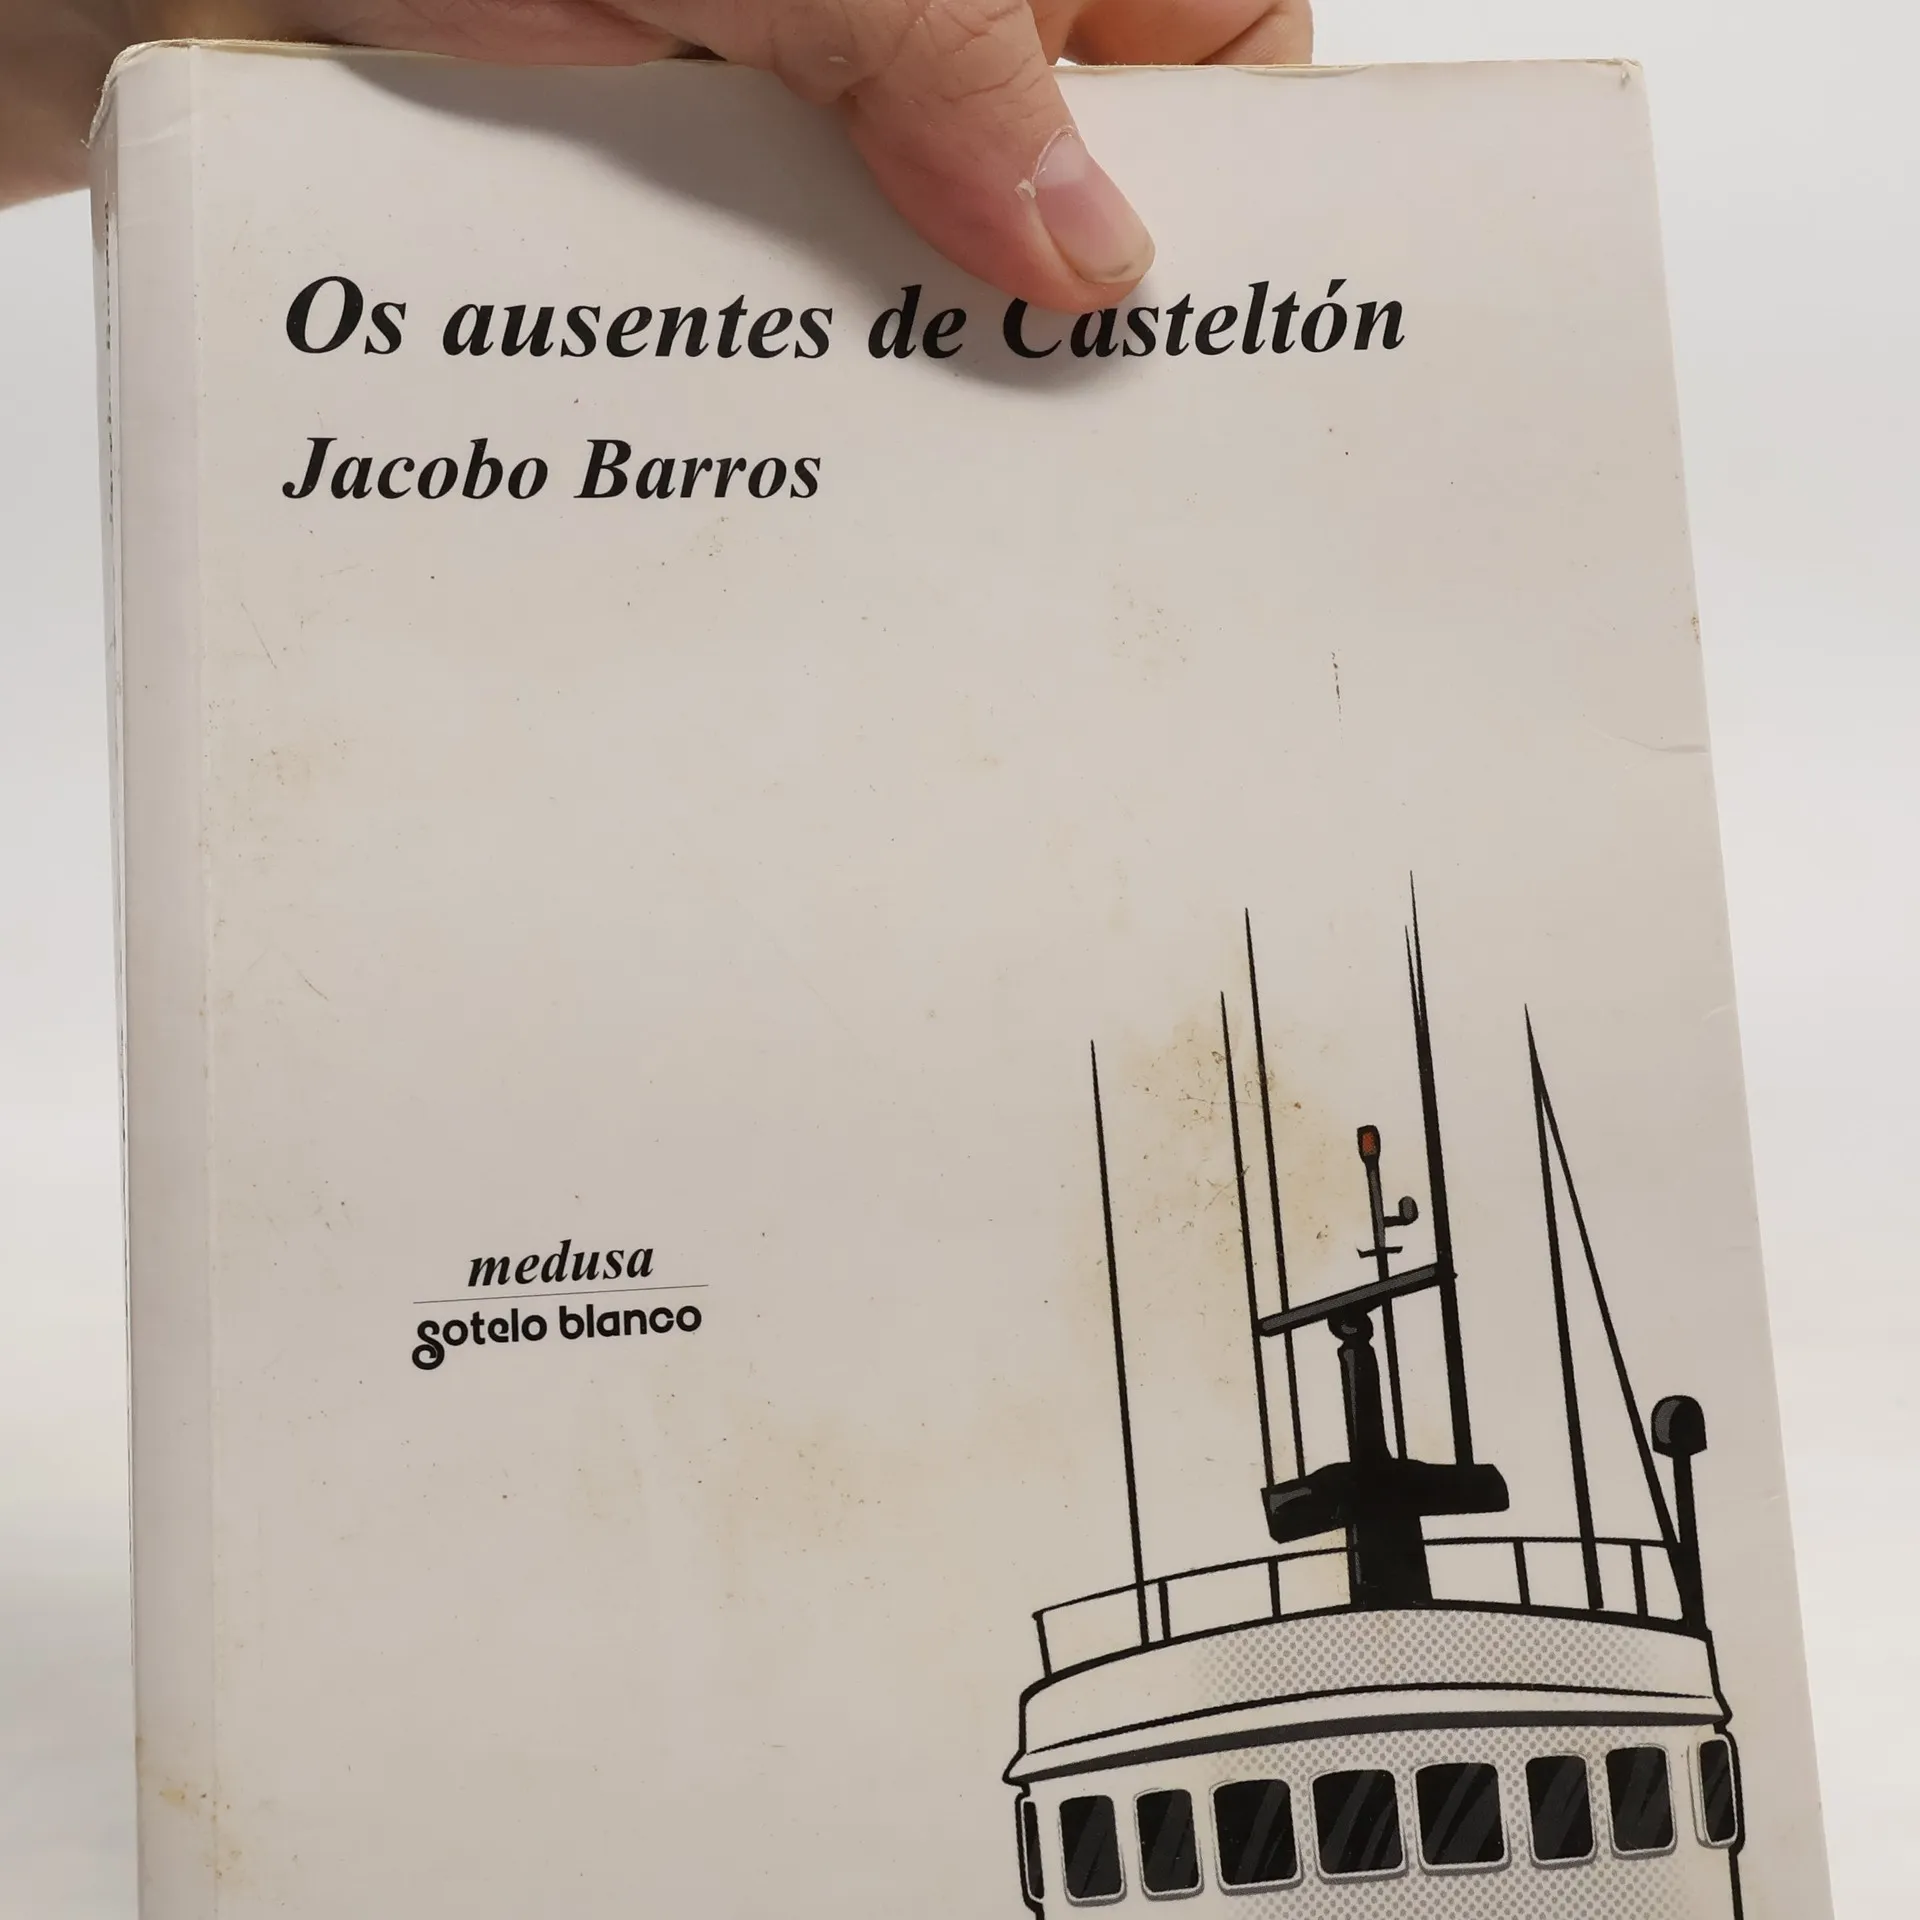 Os ausentes de Casteltón
Jacobo Barros
medusa
sotelo blanco